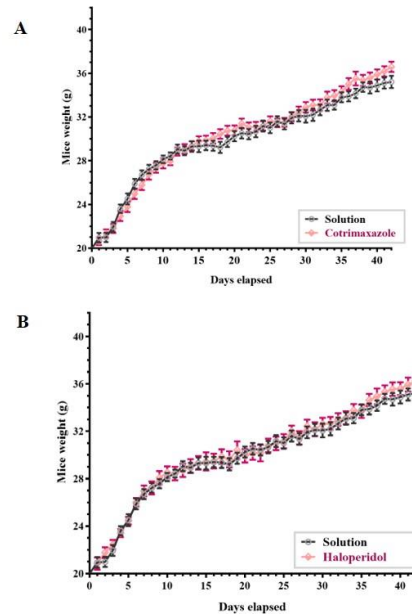 A
Mice weight (g)
36
32
28
24
20
0 5 10 15 20 25 30 35 40
Days elapsed
Solution
Cotrimaxazole
B
Mice weight (g)
40
36
32
28
24
20
0 5 10 15 20 25 30 35 40
Days elapsed
Solution
Haloperidol